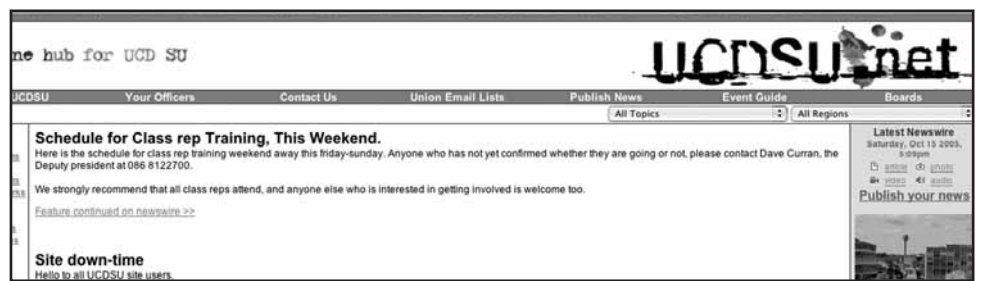 ne hub for UCD SU
UCDSU.net
UCDSU Your Officers Contact Us Union Email Lists Publish News Event Guide Boards
All Topics All Regions
Schedule for Class rep Training, This Weekend.
Here is the schedule for class rep training weekend away this friday-sunday. Anyone who has not yet confirmed whether they are going or not, please contact Dave Curran, the
Deputy president at 086 8122700.
We strongly recommend that all class reps attend, and anyone else who is interested in getting involved is welcome too.
Feature continued on newswire >>
Site down-time
Hello to all UCDSU site users.
Latest Newswire
Saturday, Oct 15 2005,
5:09pm
article photo
video audio
Publish your news